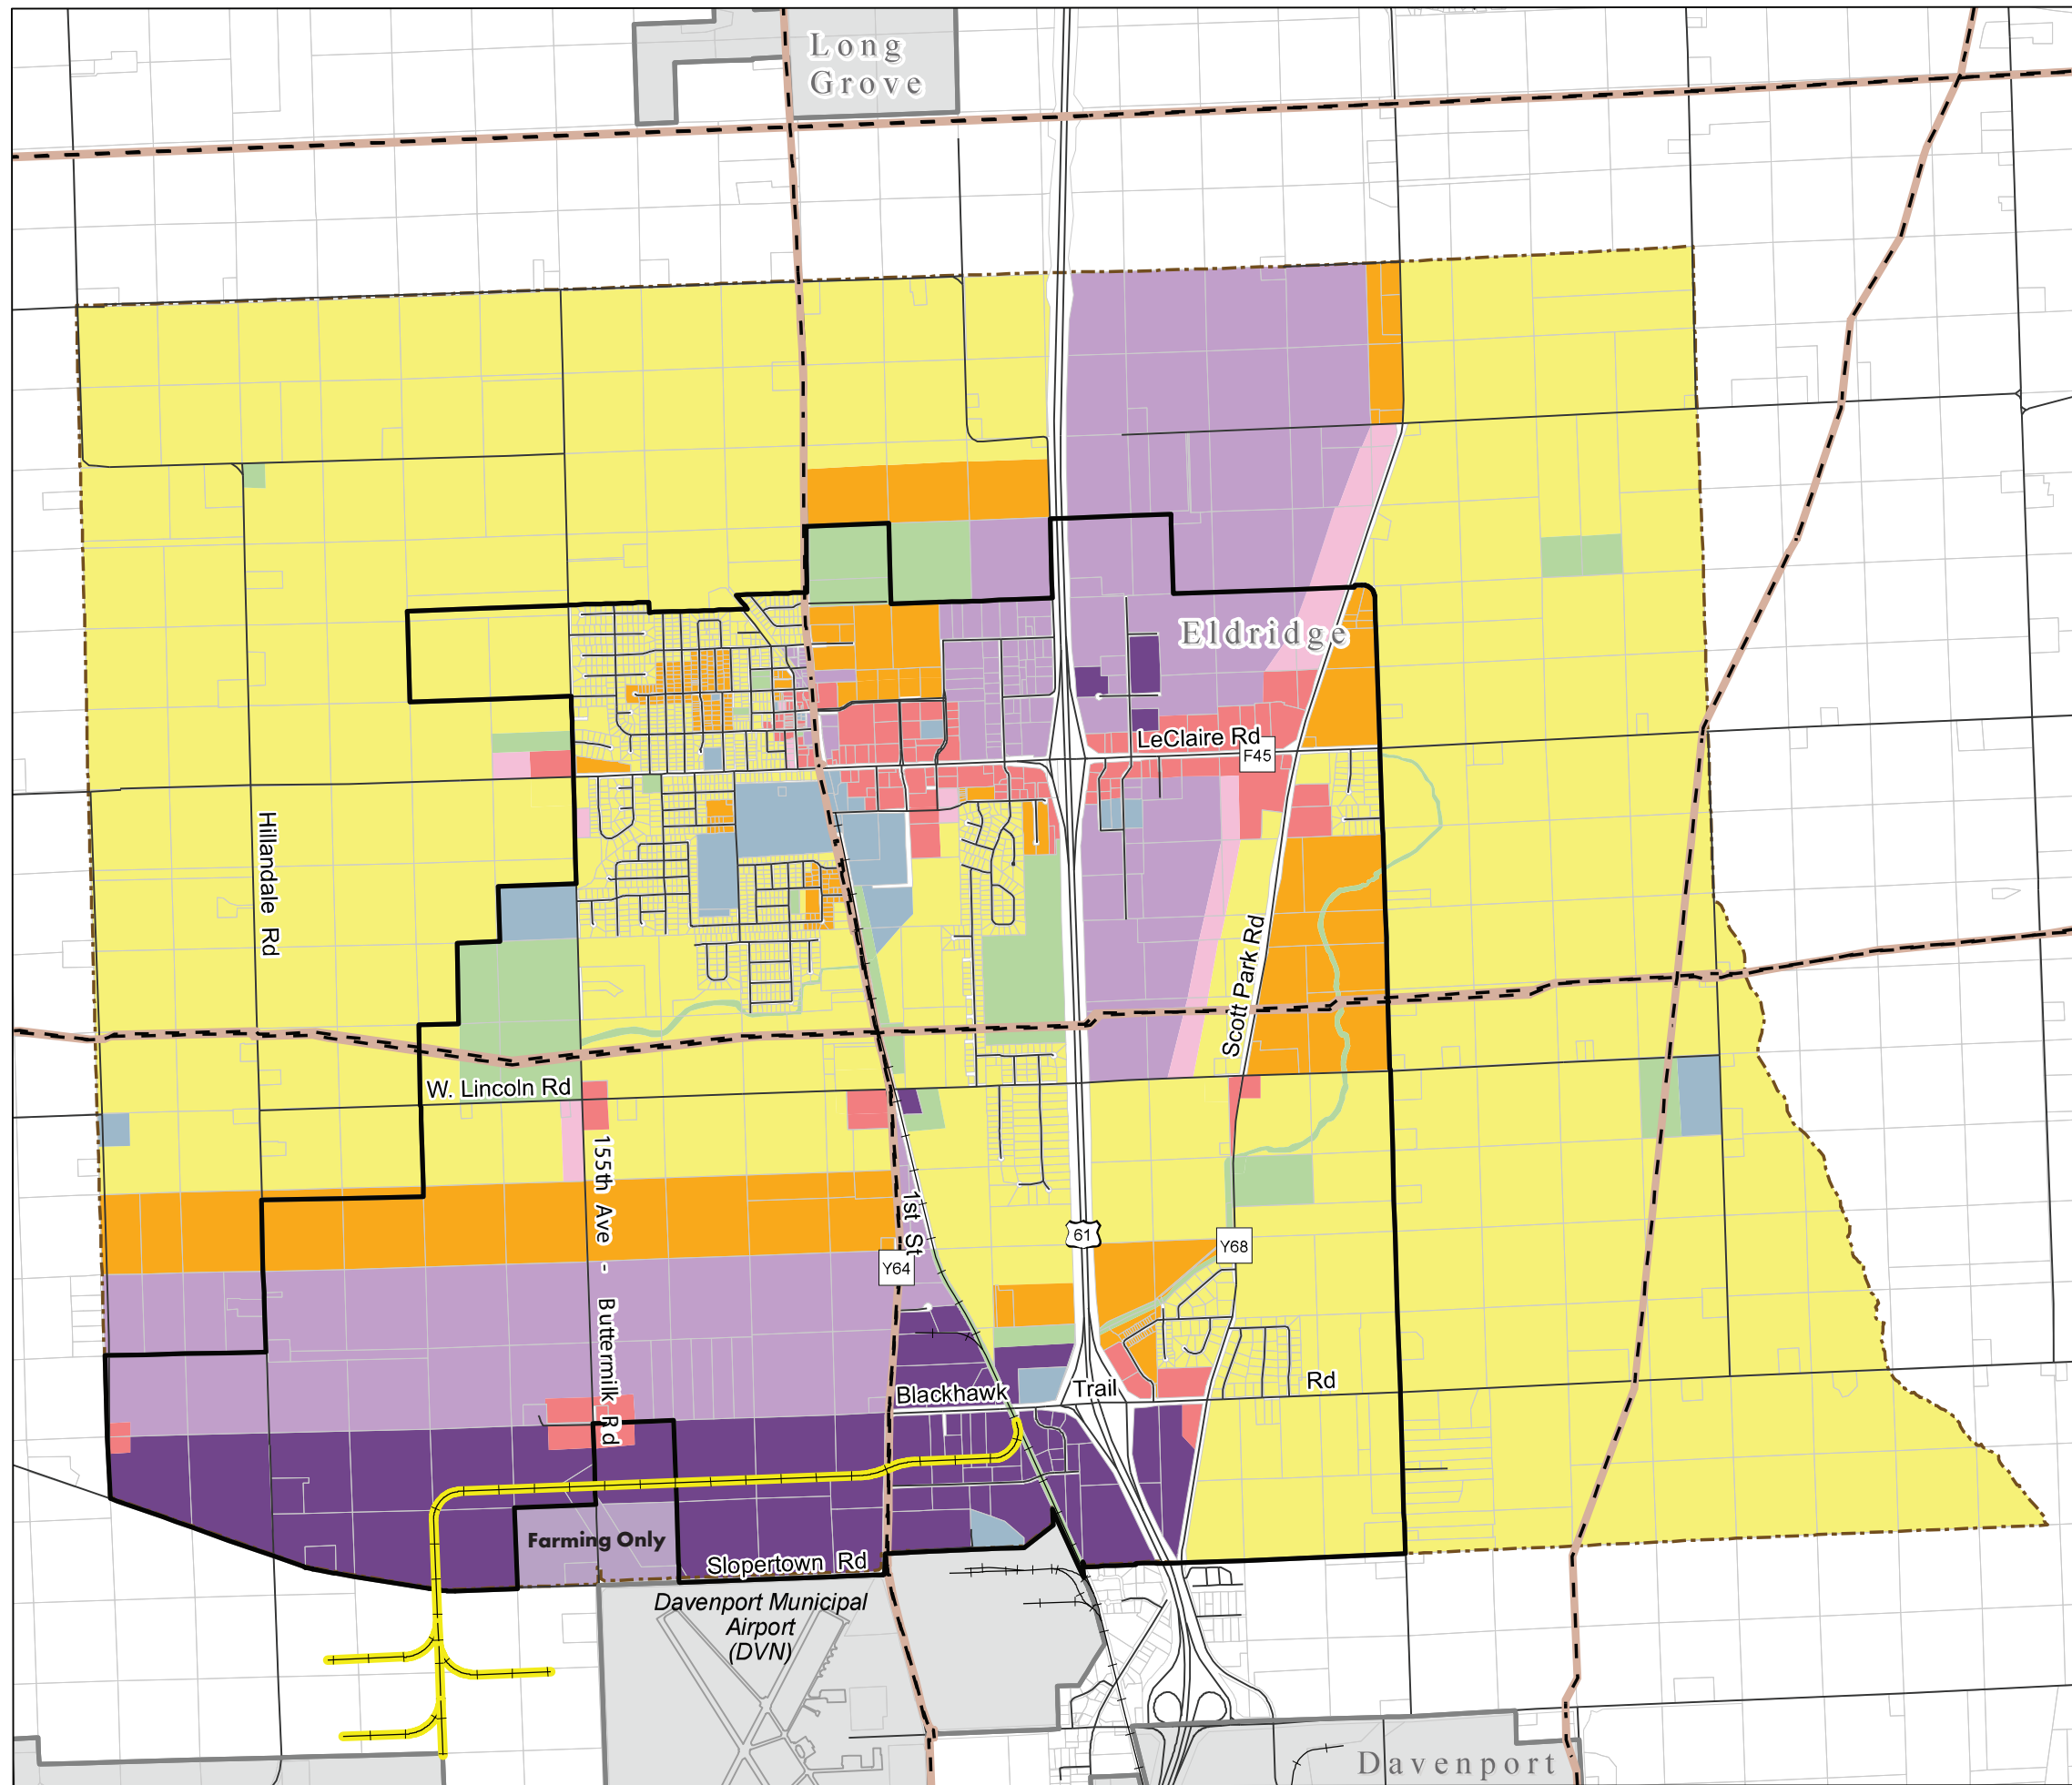 Long
Grove
Eldridge
LeClaire Rd
F45
Hillandale Rd
Scott Park Rd
W. Lincoln Rd
155th Ave - Buttermilk Rd
1st St
61
Y68
Y64
Blackhawk Trail Rd
Farming Only
Slopertown Rd
Davenport Municipal
Airport
(DVN)
Davenport